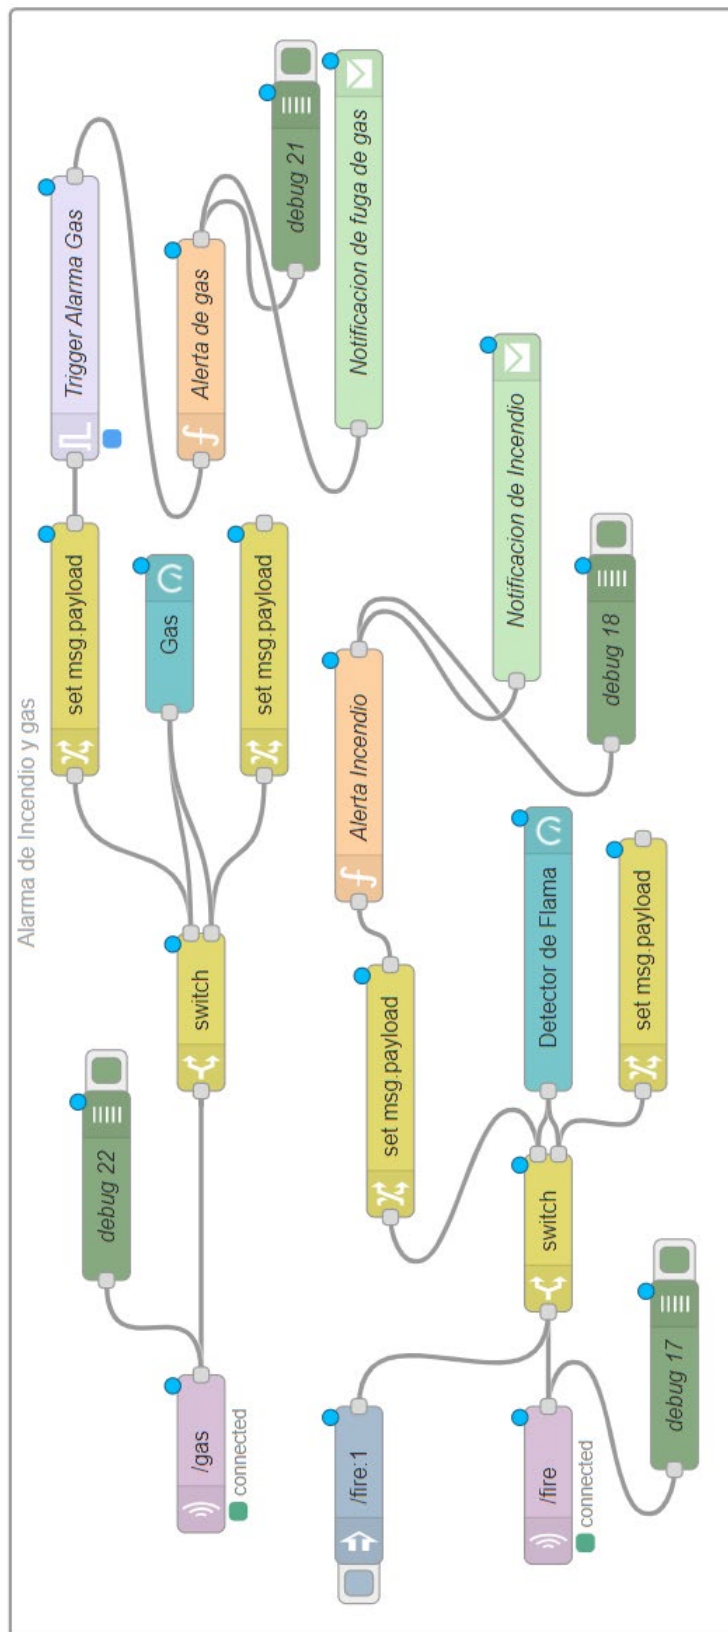 Alarma de Incendio y gas
/gas
connected
debug 22
switch
set msg.payload
Gas
set msg.payload
Trigger Alarma Gas
Alerta de gas
debug 21
Notificacion de fuga de gas
/fire:1
/fire
connected
debug 17
switch
set msg.payload
Detector de Flama
set msg.payload
Alerta Incendio
Notificacion de Incendio
debug 18